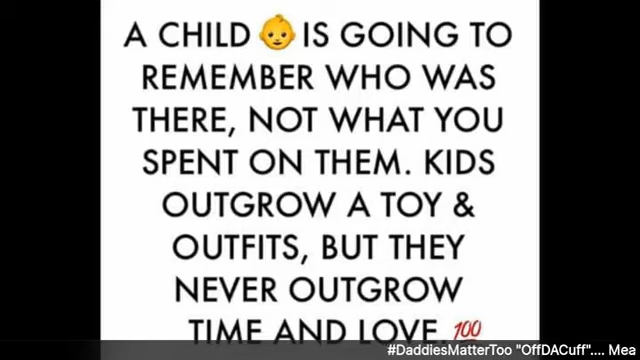 A CHILD 👶 IS GOING TO
REMEMBER WHO WAS
THERE, NOT WHAT YOU
SPENT ON THEM. KIDS
OUTGROW A TOY &
OUTFITS, BUT THEY
NEVER OUTGROW
TIME AND LOVE. 💯
#DaddiesMatterToo "OffDACuff".... Mea